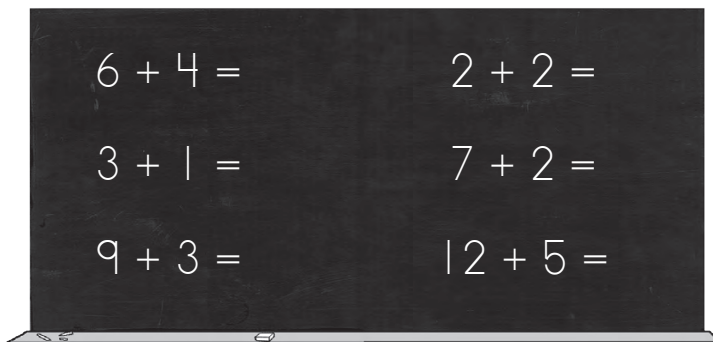 6 + 4 =
2 + 2 =
3 + 1 =
7 + 2 =
9 + 3 =
12 + 5 =